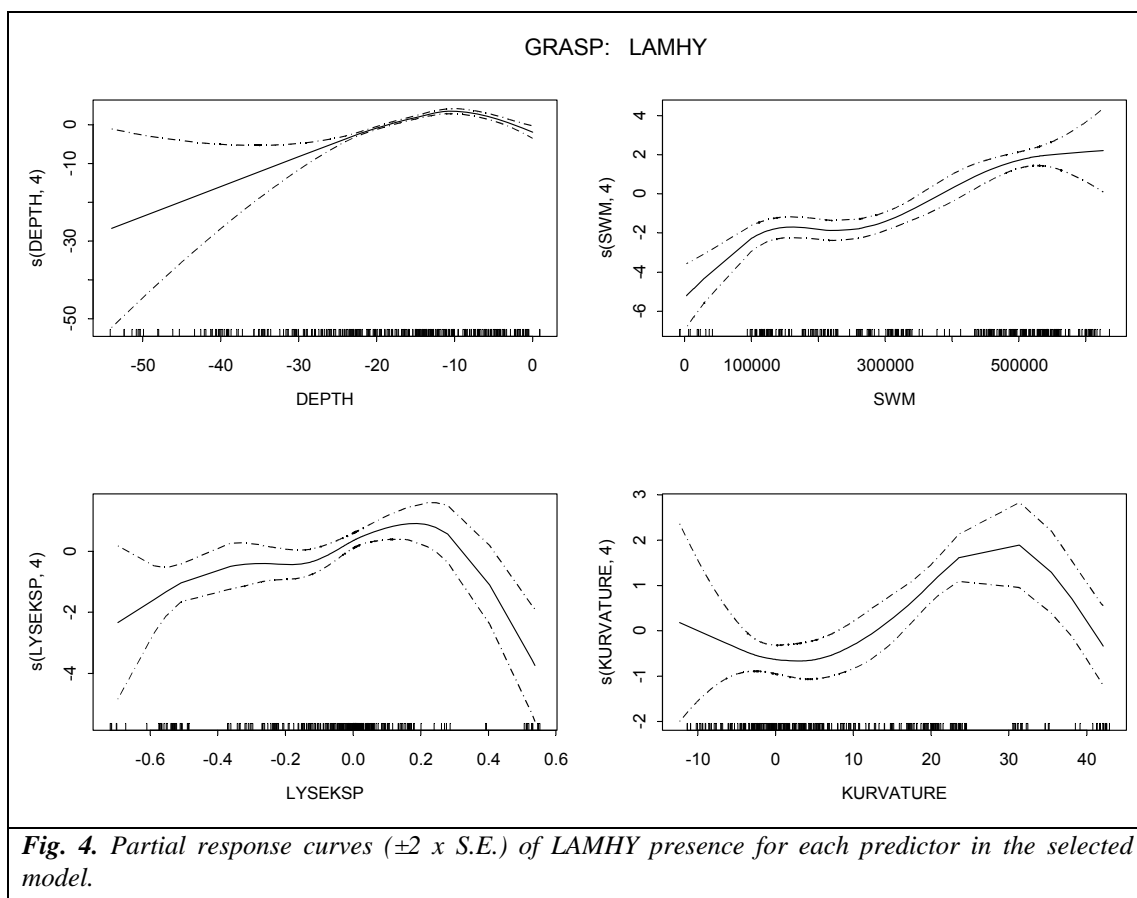 GRASP: LAMHY
s(DEPTH, 4)
0
-10
-30
-50
-50 -40 -30 -20 -10 0
DEPTH
s(SWM, 4)
4
2
0
-2
-4
-6
0 100000 300000 500000
SWM
s(LYSEKSP, 4)
0
2
4
-0.6 -0.4 -0.2 0.0 0.2 0.4 0.6
LYSEKSP
s(KURVATURE, 4)
3
2
1
0
-1
-2
-10 0 10 20 30 40
KURVATURE
Fig. 4. Partial response curves (±2 x S.E.) of LAMHY presence for each predictor in the selected
model.